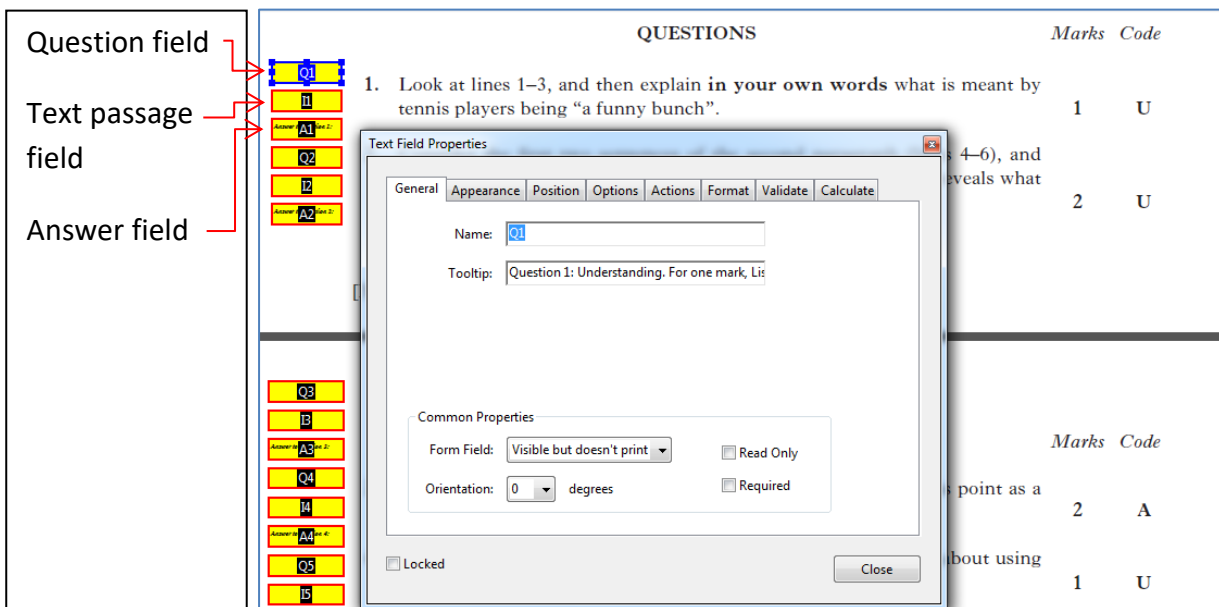 Question field
Text passage
field
Answer field
QUESTIONS
Marks Code
Q1
1. Look at lines 1–3, and then explain in your own words what is meant by
I1
tennis players being “a funny bunch”.
1 U
A1
Text Field Properties
Q2
s 4–6), and
I2
eveals what
A2
2 U
General Appearance Position Options Actions Format Validate Calculate
Name: Q1
Tooltip: Question 1: Understanding. For one mark, Lis
Q3
I3
A3
Marks Code
Q4
I4
point as a
A4
2 A
Q5
bout using
I5
1 U
Common Properties
Form Field: Visible but doesn't print
Read Only
Orientation: 0 degrees
Required
Locked
Close